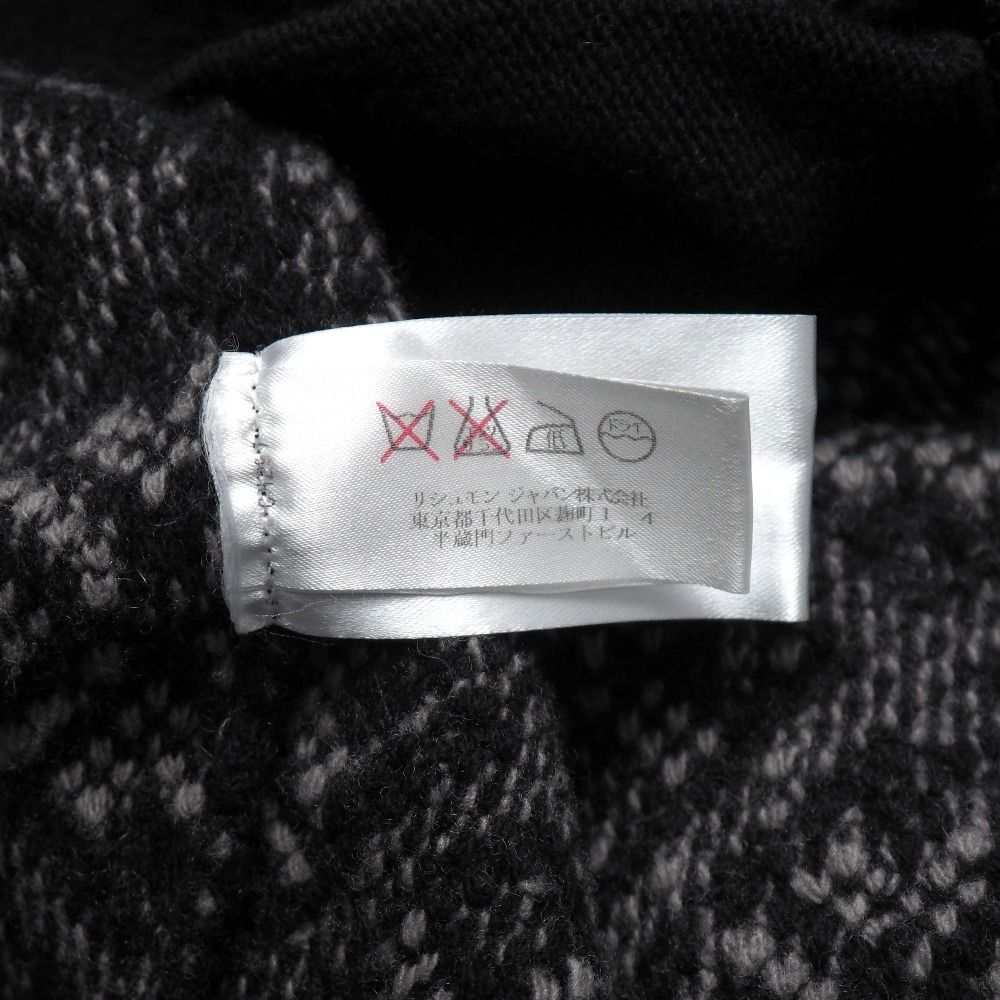 低 ドライ
リシュモン ジャパン株式会社
東京都千代田区麹町1 4
半蔵門ファーストビル